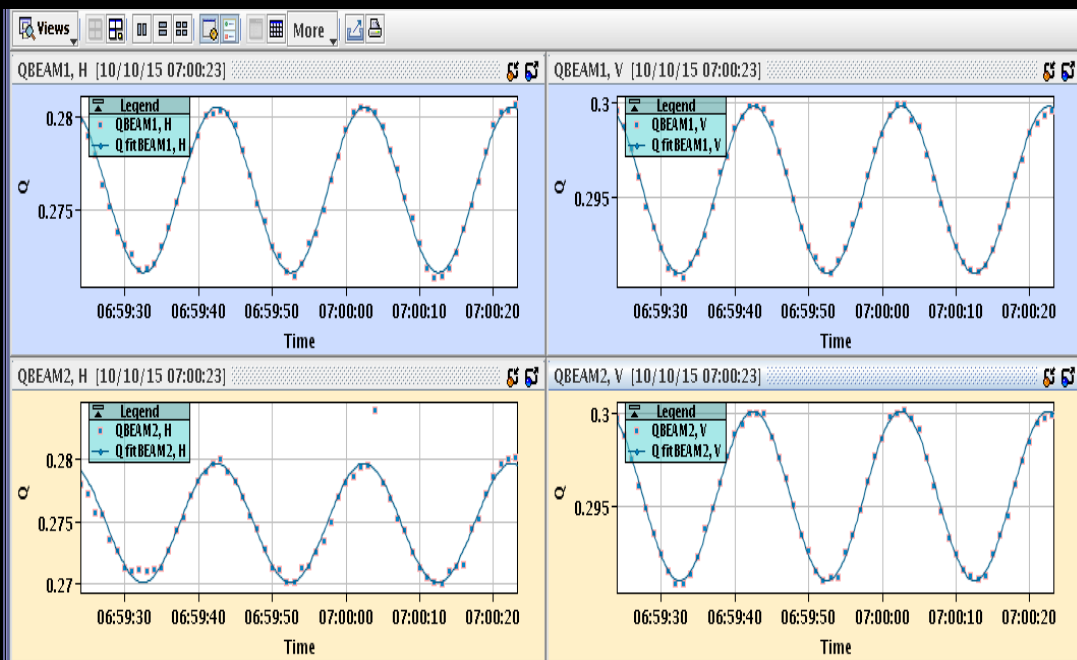 Views More
QBEAM1, H [10/10/15 07:00:23]
Legend
QBEAM1, H
Q fitBEAM1, H
0.28
0.275
Q
06:59:30 06:59:40 06:59:50 07:00:00 07:00:10 07:00:20
Time
QBEAM1, V [10/10/15 07:00:23]
Legend
QBEAM1, V
Q fitBEAM1, V
0.3
0.295
Q
06:59:30 06:59:40 06:59:50 07:00:00 07:00:10 07:00:20
Time
QBEAM2, H [10/10/15 07:00:23]
Legend
QBEAM2, H
Q fitBEAM2, H
0.28
0.275
0.27
Q
06:59:30 06:59:40 06:59:50 07:00:00 07:00:10 07:00:20
Time
QBEAM2, V [10/10/15 07:00:23]
Legend
QBEAM2, V
Q fitBEAM2, V
0.3
0.295
Q
06:59:30 06:59:40 06:59:50 07:00:00 07:00:10 07:00:20
Time